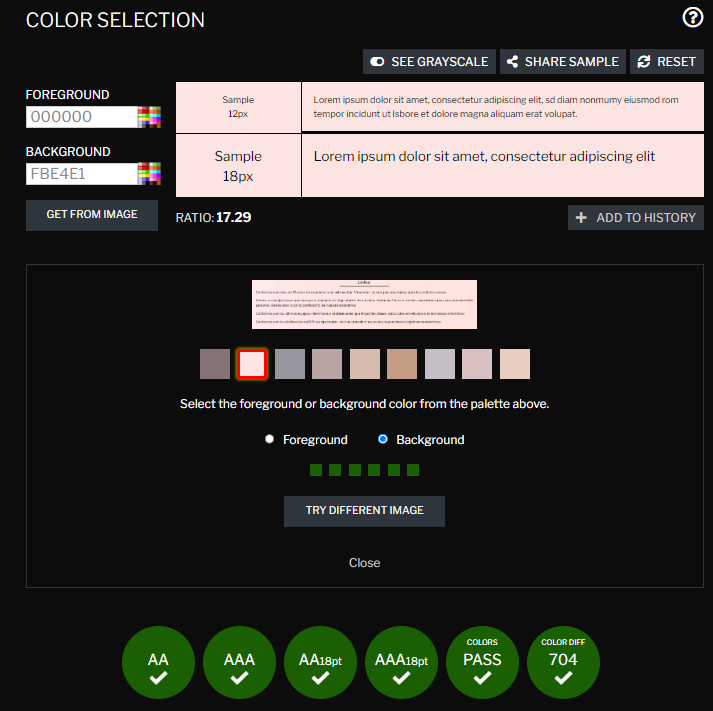 COLOR SELECTION
SEE GRAYSCALE
SHARE SAMPLE
RESET
FOREGROUND
000000
BACKGROUND
FBE4E1
GET FROM IMAGE
Sample
12px
Lorem ipsum dolor sit amet, consectetur adipiscing elit, sd diam nonmumy eiusmod rom
tempor incidunt ut lsbore et dolore magna aliquam erat volupat.
Sample
18px
Lorem ipsum dolor sit amet, consectetur adipiscing elit
RATIO: 17.29
ADD TO HISTORY
Select the foreground or background color from the palette above.
Foreground
Background
TRY DIFFERENT IMAGE
Close
AA
AAA
AA18pt
AAA18pt
COLORS
PASS
COLOR DIFF
704